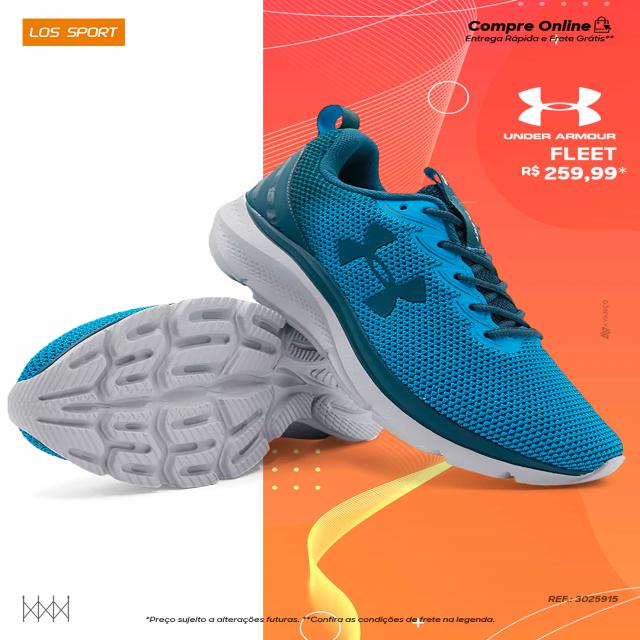 LOS SPORT
Compre Online
Entrega Rápida e Frete Grátis**
UNDER ARMOUR
FLEET
R$ 259,99*
AVANÇO
REF.: 3025915
*Preço sujeito a alterações futuras. **Confira as condições de frete na legenda.